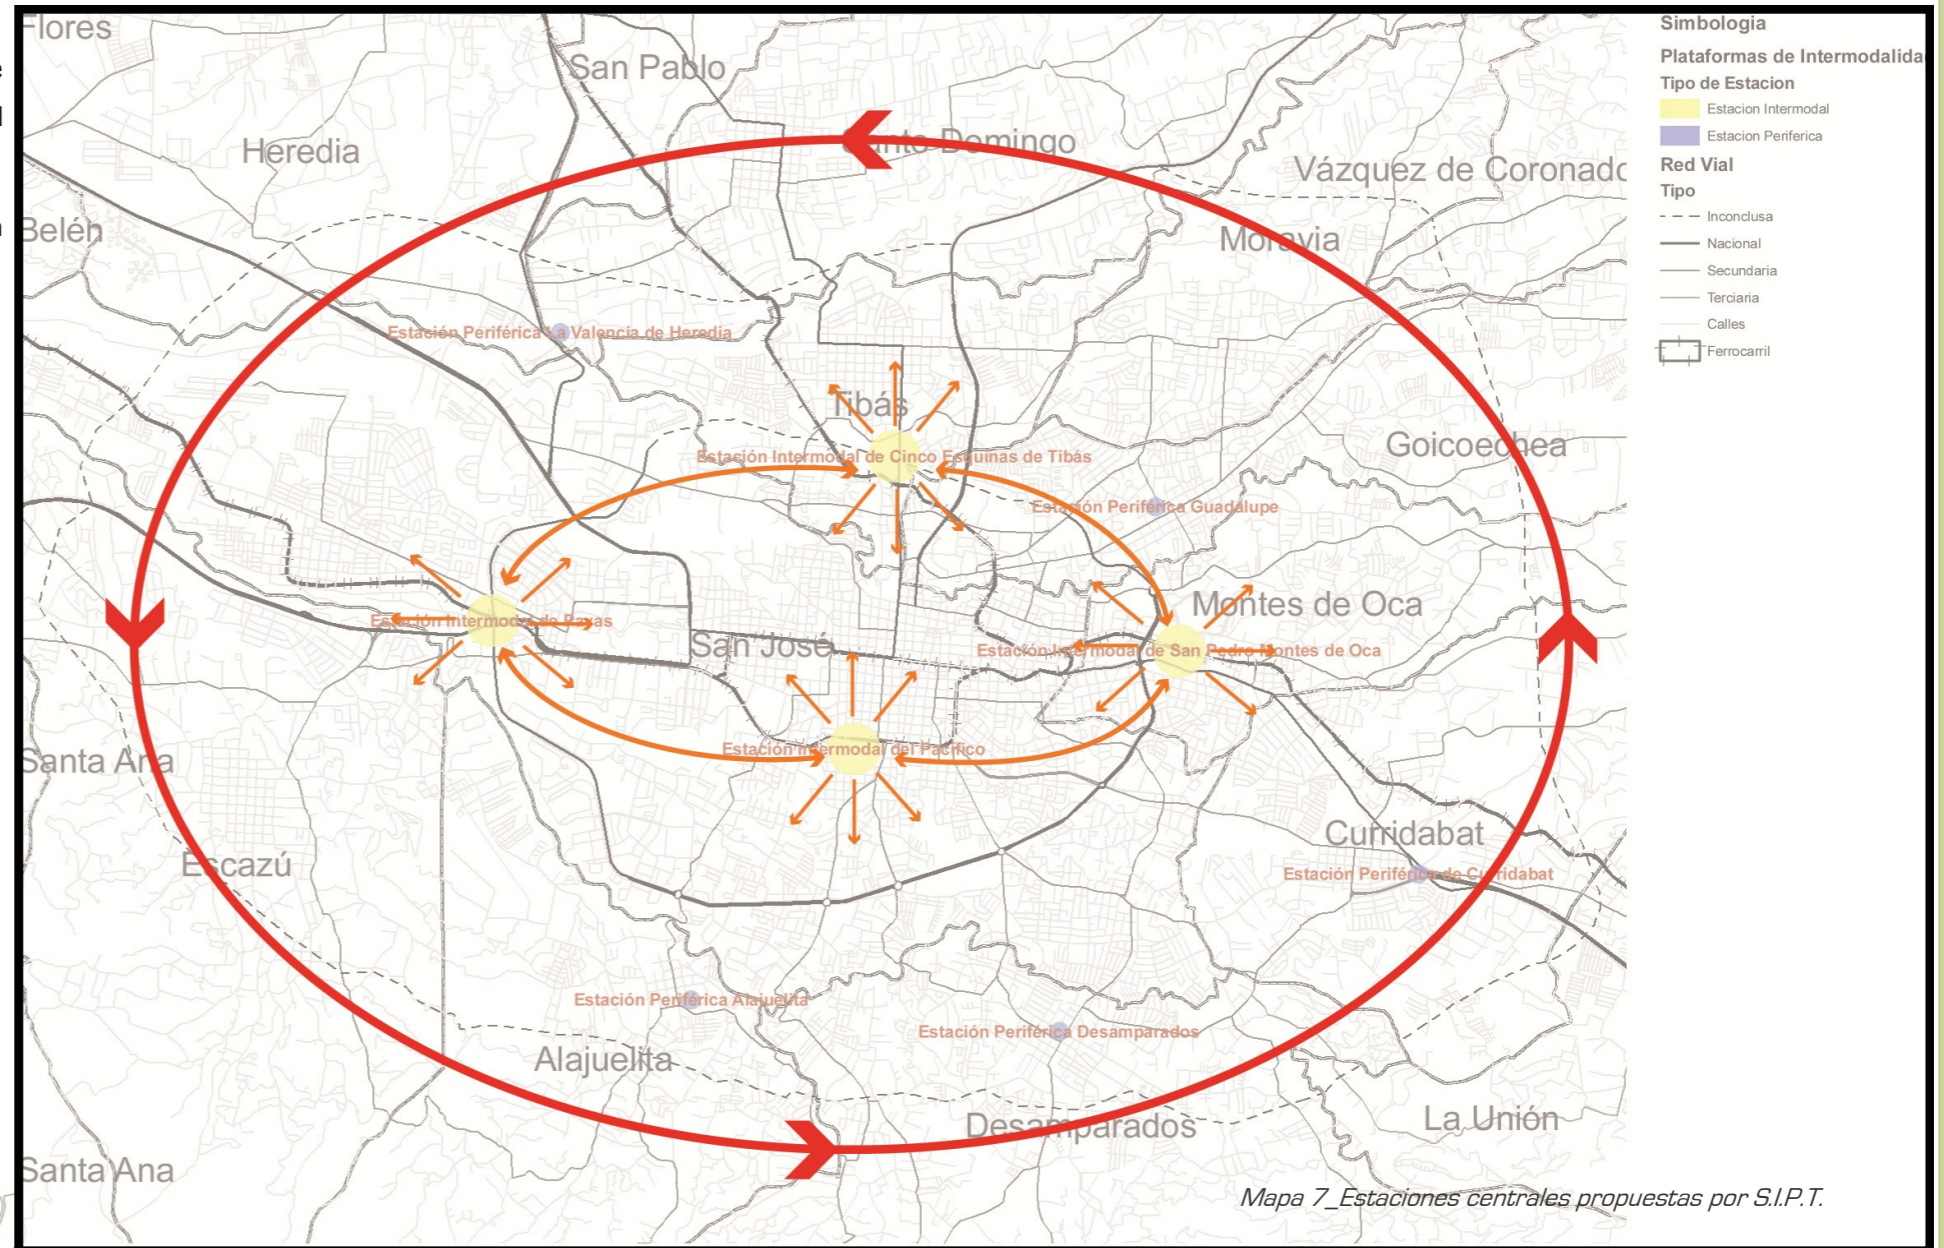 Flores
San Pablo
Heredia
Santo Domingo
Vázquez de Coronado
Belén
Moravia
Estación Periférica La Valencia de Heredia
Tibás
Goicoechea
Estación Intermodal de Cinco Esquinas de Tibás
Estación Periférica Guadalupe
Montes de Oca
Estación Intermodal de Pavas
San José
Estación Intermodal de San Pedro Montes de Oca
Estación Intermodal del Pacifico
Santa Ana
Curridabat
Escazú
Estación Periférica de Curridabat
Estación Periférica Alajuelita
Estación Periférica Desamparados
Alajuelita
Desamparados
La Unión
Santa Ana
Mapa 7_Estaciones centrales propuestas por S.I.P.T.
Simbologia
Plataformas de Intermodalida
Tipo de Estacion
Estacion Intermodal
Estacion Periferica
Red Vial
Tipo
Inconclusa
Nacional
Secundaria
Terciaria
Calles
Ferrocarril